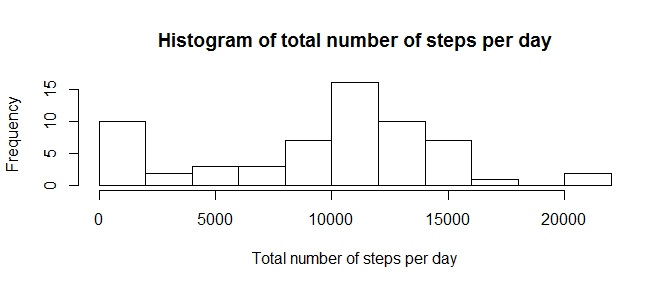 Histogram of total number of steps per day
Frequency
15
10
5
0
0 5000 10000 15000 20000
Total number of steps per day